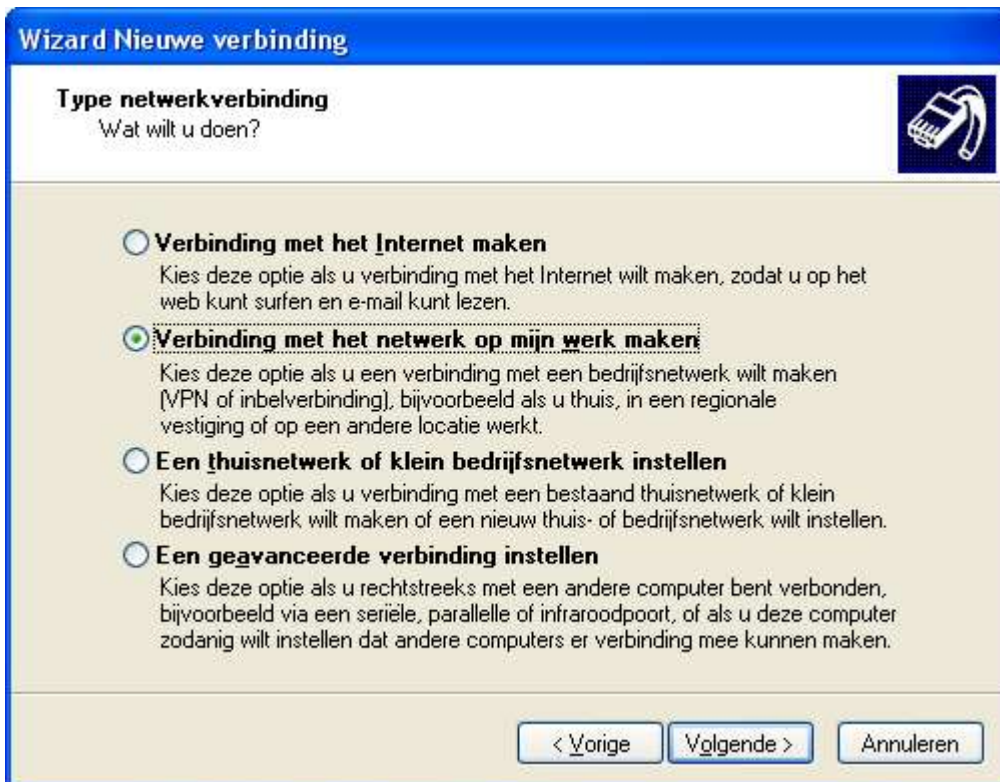 Wizard Nieuwe verbinding
Type netwerkverbinding
Wat wilt u doen?
Verbinding met het Internet maken
Kies deze optie als u verbinding met het Internet wilt maken, zodat u op het
web kunt surfen en e-mail kunt lezen.
Verbinding met het netwerk op mijn werk maken
Kies deze optie als u een verbinding met een bedrijfsnetwerk wilt maken
(VPN of inbelverbinding), bijvoorbeeld als u thuis, in een regionale
vestiging of op een andere locatie werkt.
Een thuisnetwerk of klein bedrijfsnetwerk instellen
Kies deze optie als u verbinding met een bestaand thuisnetwerk of klein
bedrijfsnetwerk wilt maken of een nieuw thuis- of bedrijfsnetwerk wilt instellen.
Een geavanceerde verbinding instellen
Kies deze optie als u rechtstreeks met een andere computer bent verbonden,
bijvoorbeeld via een seriële, parallelle of infraroodpoort, of als u deze computer
zodanig wilt instellen dat andere computers er verbinding mee kunnen maken.
< Vorige Volgende > Annuleren